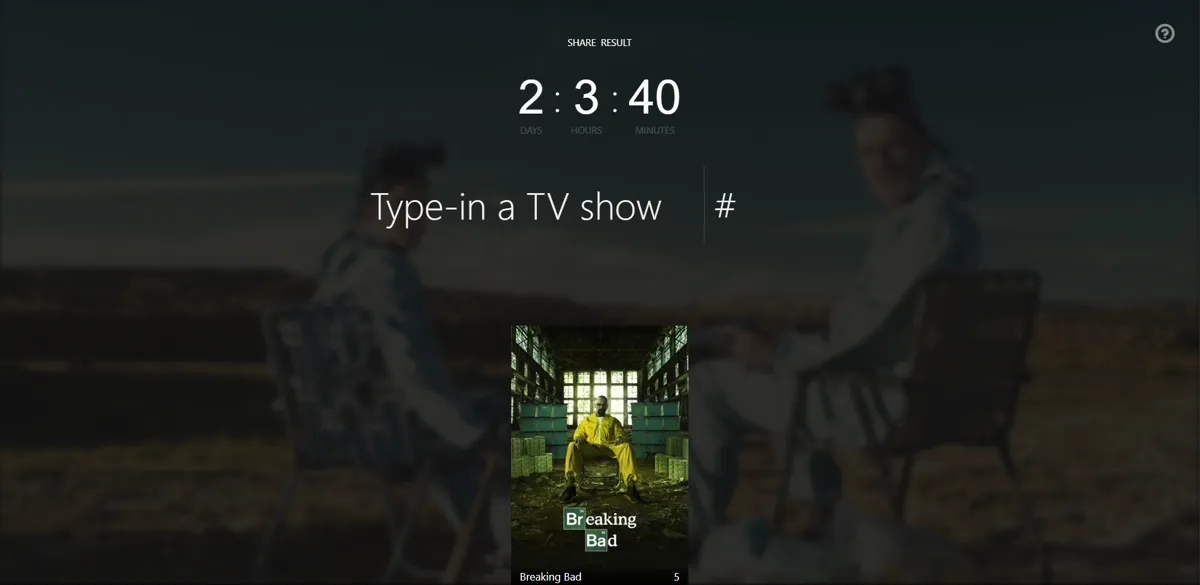 SHARE RESULT
?
2 : 3 : 40
DAYS HOURS MINUTES
Type-in a TV show #
Breaking
Bad
Breaking Bad 5